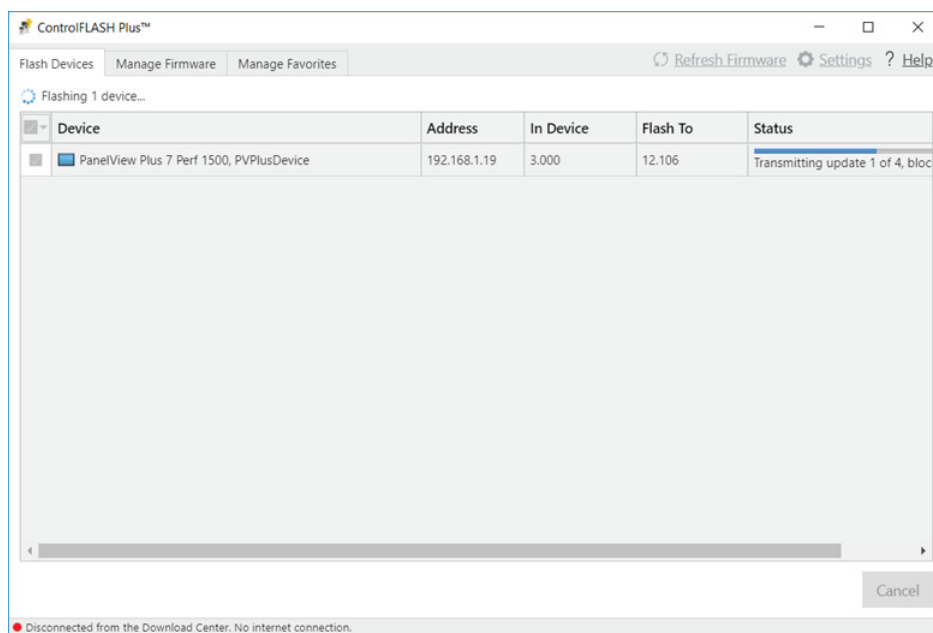 ControlFLASH Plus™
Flash Devices Manage Firmware Manage Favorites Refresh Firmware Settings ? Help
Flashing 1 device...
Device Address In Device Flash To Status
PanelView Plus 7 Perf 1500, PVPlusDevice 192.168.1.19 3.000 12.106 Transmitting update 1 of 4, bloc
Cancel
Disconnected from the Download Center. No internet connection.